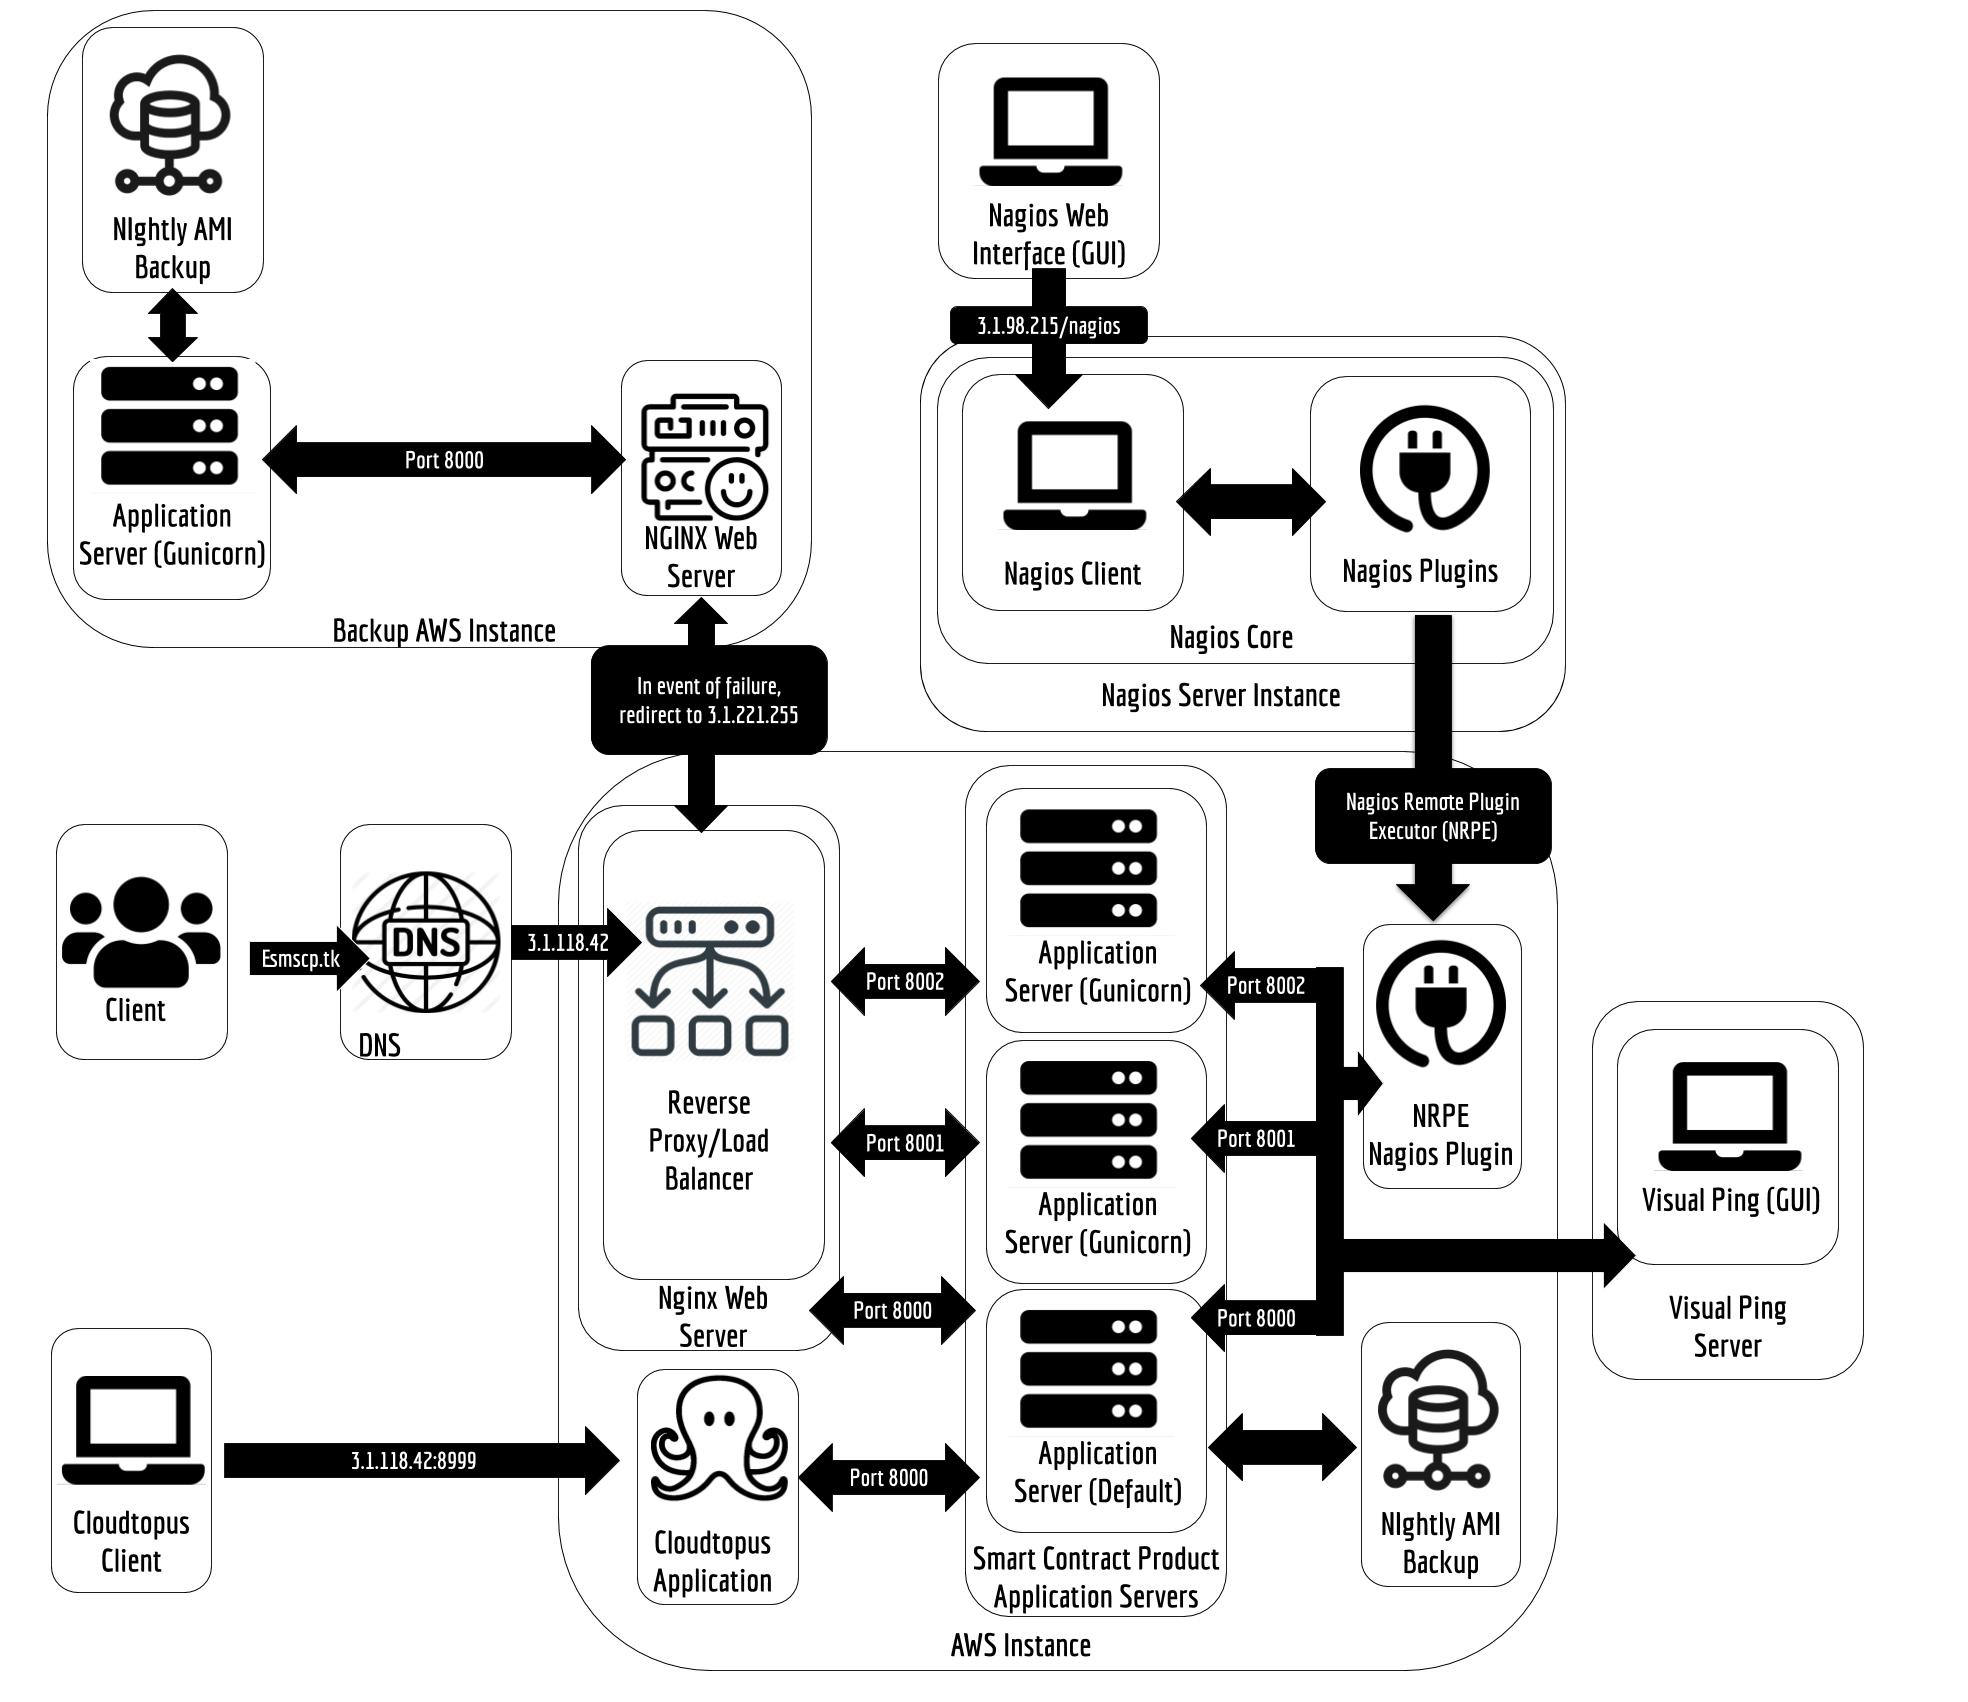 NIghtly AMI
Backup
Application
Server (Gunicorn)
Port 8000
NGINX Web
Server
Backup AWS Instance
Nagios Web
Interface (GUI)
3.1.98.215/nagios
Nagios Client
Nagios Plugins
Nagios Core
Nagios Server Instance
In event of failure,
redirect to 3.1.221.255
Nagios Remote Plugin
Executor (NRPE)
Client
Esmscp.tk
DNS
DNS
3.1.118.42
Reverse
Proxy/Load
Balancer
Nginx Web
Server
Port 8002
Port 8001
Port 8000
Application
Server (Gunicorn)
Application
Server (Gunicorn)
Application
Server (Default)
Smart Contract Product
Application Servers
Port 8002
Port 8001
Port 8000
NRPE
Nagios Plugin
Visual Ping (GUI)
Visual Ping
Server
Cloudtopus
Client
3.1.118.42:8999
Cloudtopus
Application
Port 8000
NIghtly AMI
Backup
AWS Instance